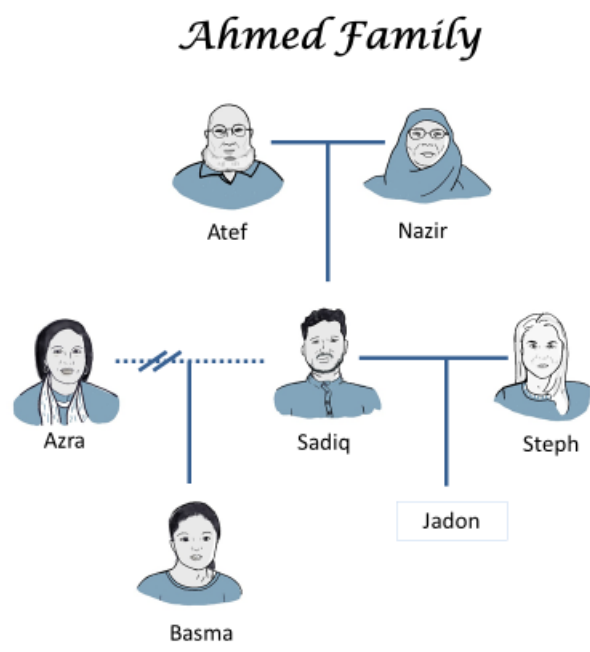 Ahmed Family
Atef
Nazir
Azra
Sadiq
Steph
Jadon
Basma